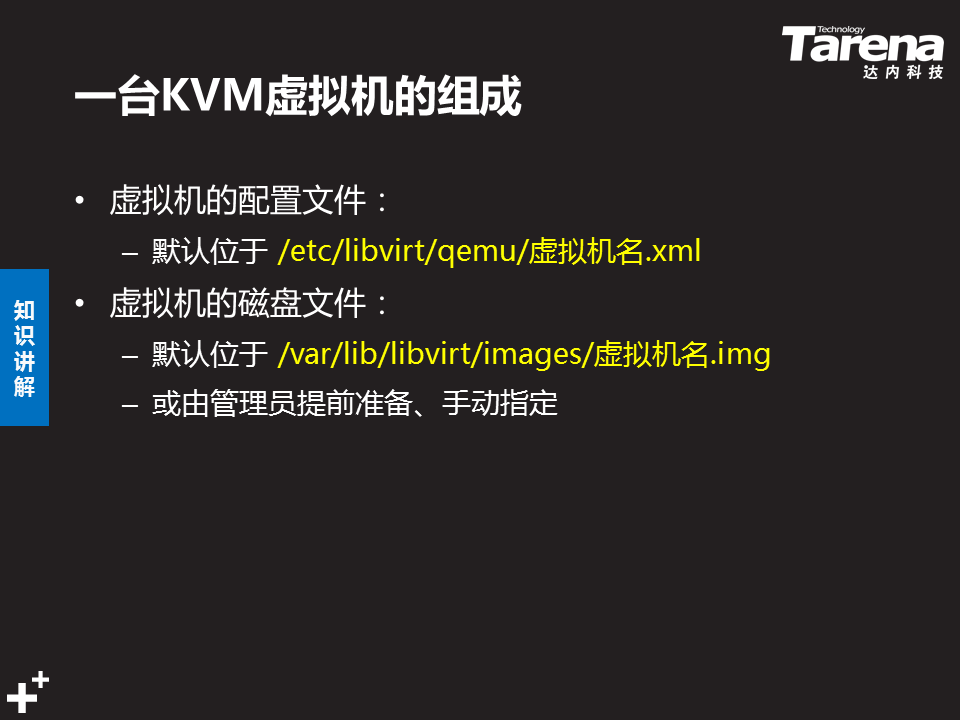 Technology
Tarena
达内科技
一台KVM虚拟机的组成
• 虚拟机的配置文件：
– 默认位于 /etc/libvirt/qemu/虚拟机名.xml
• 虚拟机的磁盘文件：
– 默认位于 /var/lib/libvirt/images/虚拟机名.img
– 或由管理员提前准备、手动指定
知识讲解